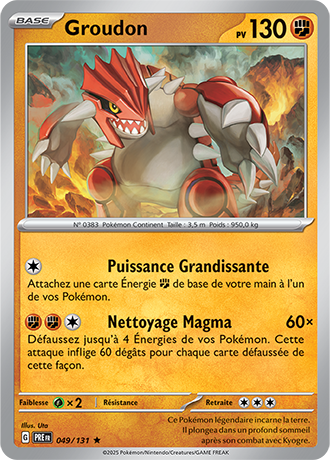 BASE
Groudon
PV 130
N° 0383 Pokémon Continent Taille : 3,5 m Poids : 950,0 kg
Puissance Grandissante
Attachez une carte Énergie de base de votre main à l'un
de vos Pokémon.
Nettoyage Magma 60×
Défaussez jusqu'à 4 Énergies de vos Pokémon. Cette
attaque inflige 60 dégâts pour chaque carte défaussée de
cette façon.
Faiblesse ×2 Résistance Retraite
Illus. Uta
G PRE FR 049/131 ★
Ce Pokémon légendaire incarne la terre.
Il plongea dans un profond sommeil
après son combat avec Kyogre.
©2025 Pokémon/Nintendo/Creatures/GAME FREAK